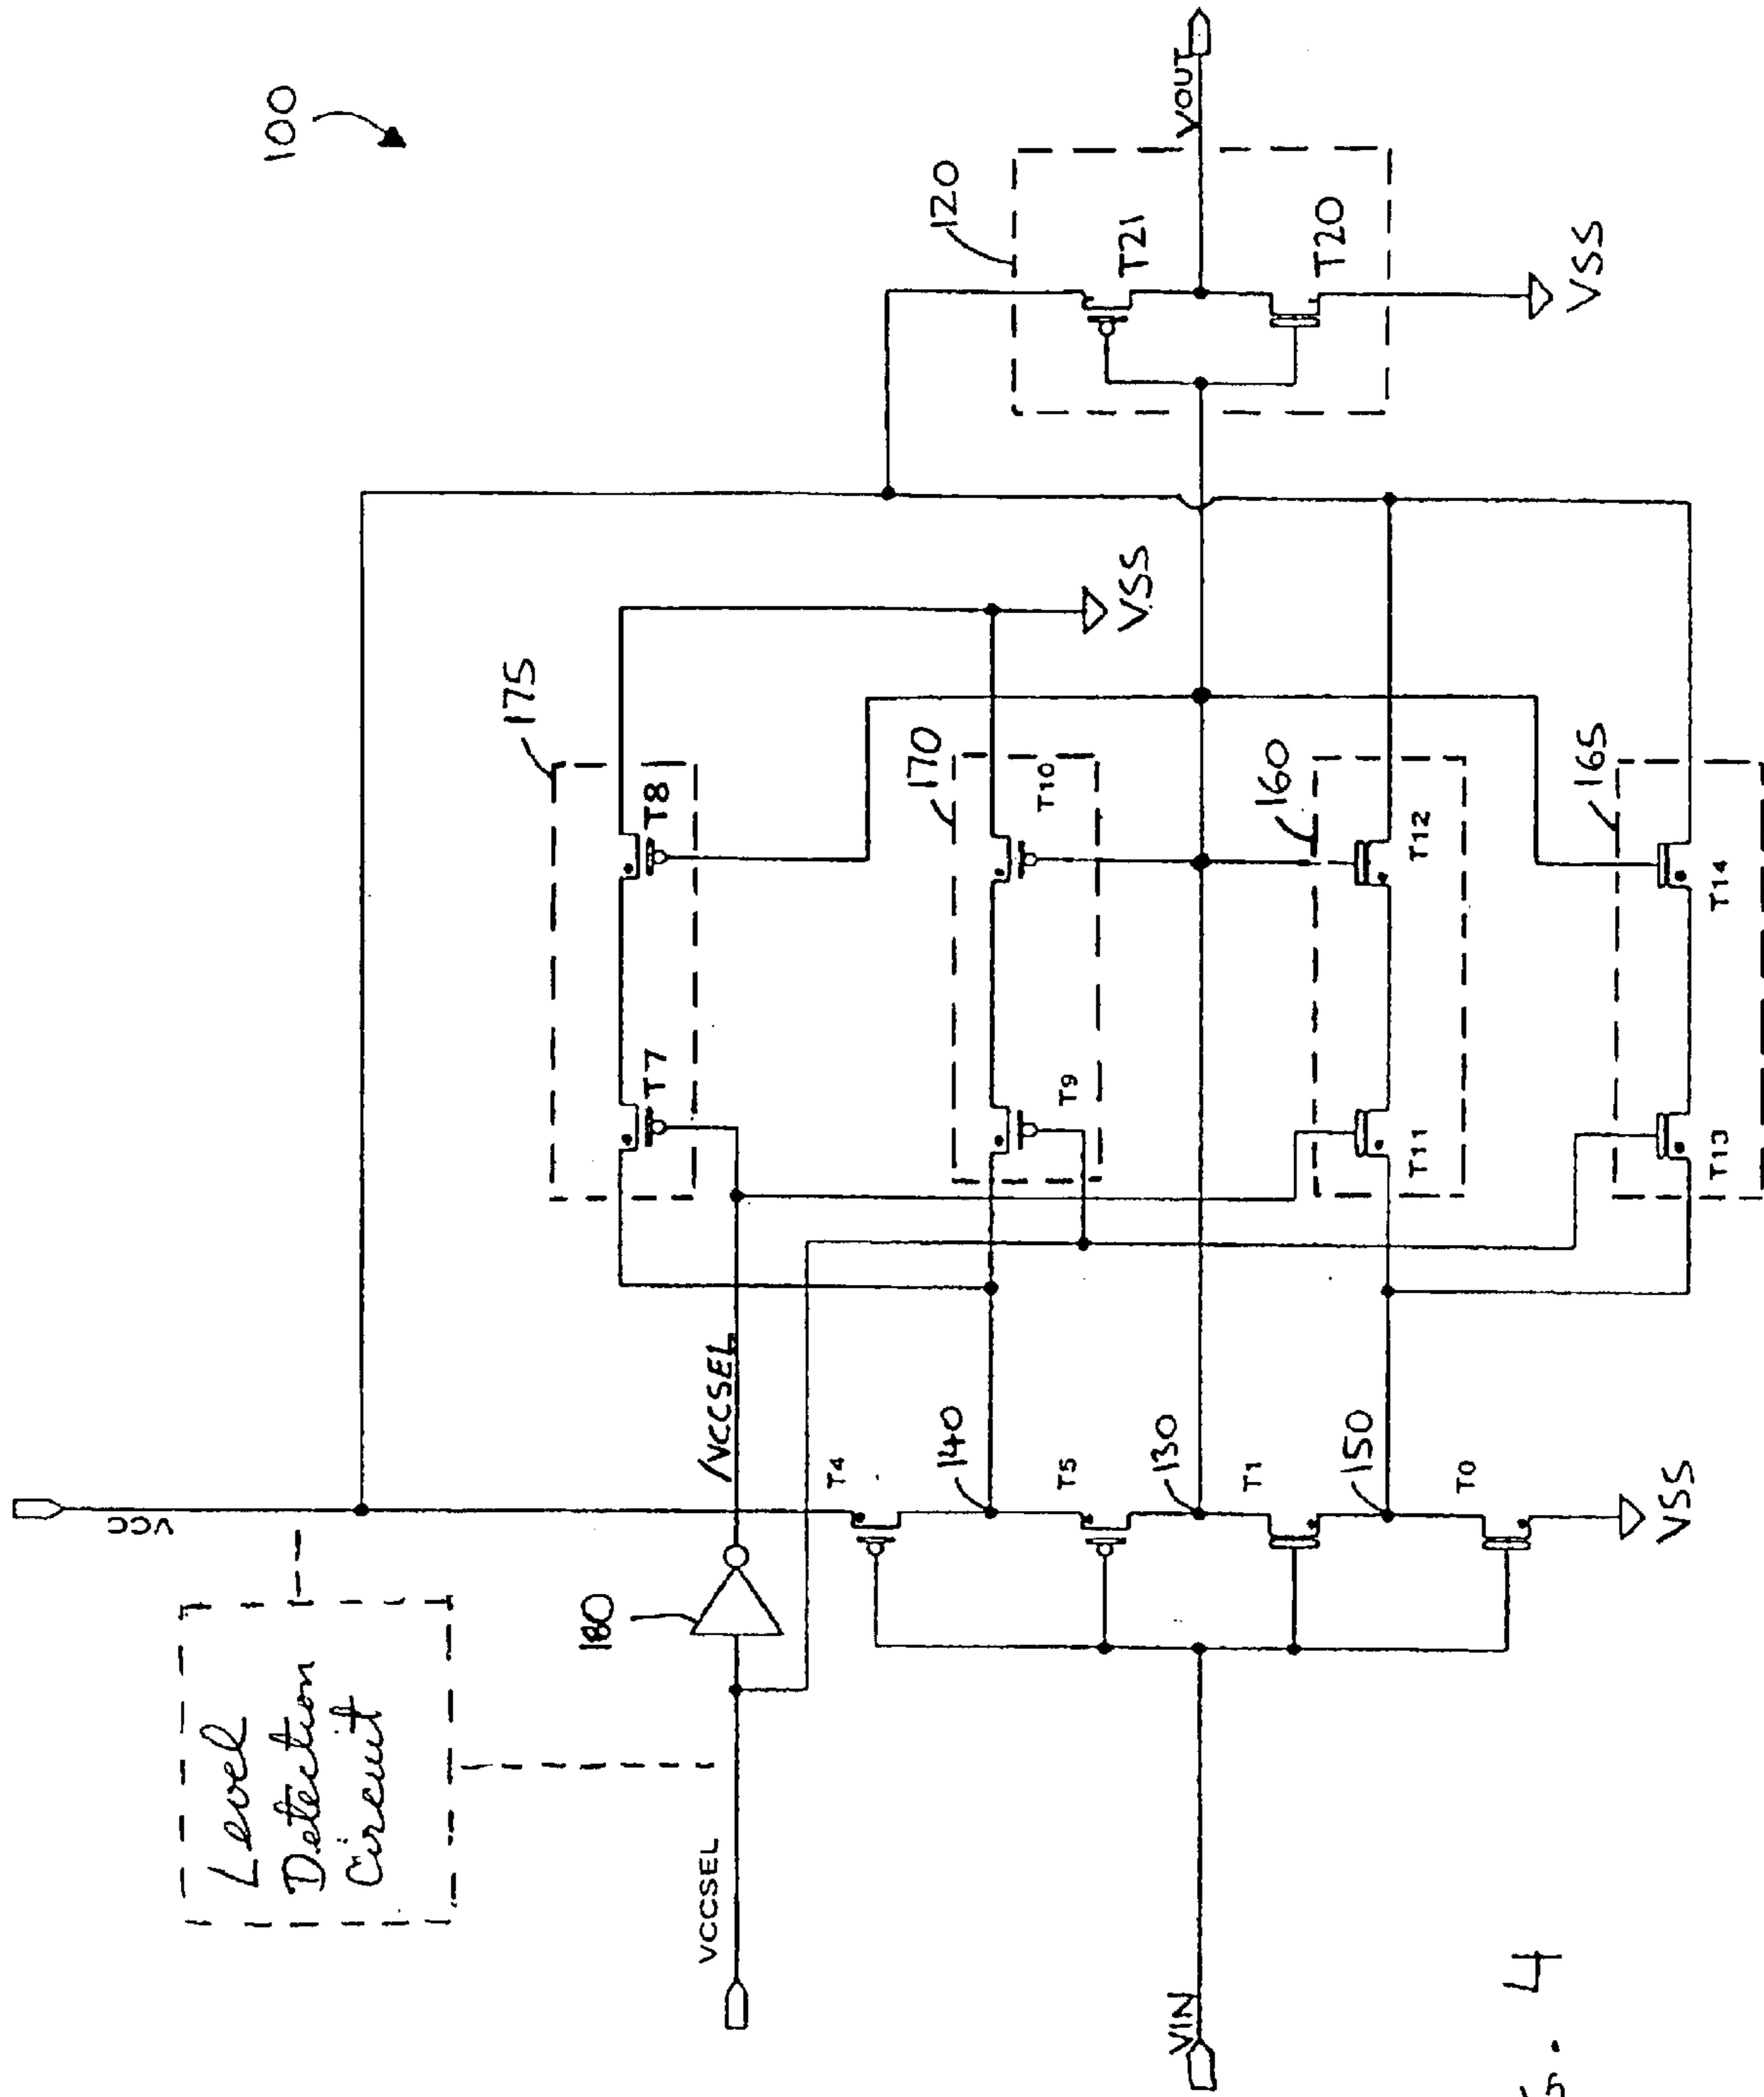 100
Level
Detection
Circuit
VCC
VCCSEL
180
/VCCSEL
175
T7
T8
170
T9
T10
VSS
120
T21
T20
VOUT
VSS
T4
140
T5
130
T1
150
T0
VSS
VIN
160
T11
T12
165
T13
T14
4